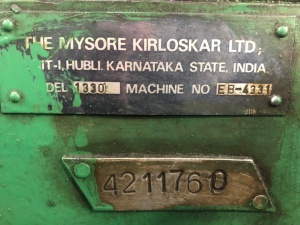 THE MYSORE KIRLOSKAR LTD;
IT-I, HUBLI. KARNATAKA STATE, INDIA
DEL 1330 MACHINE NO EB-4331
4211760